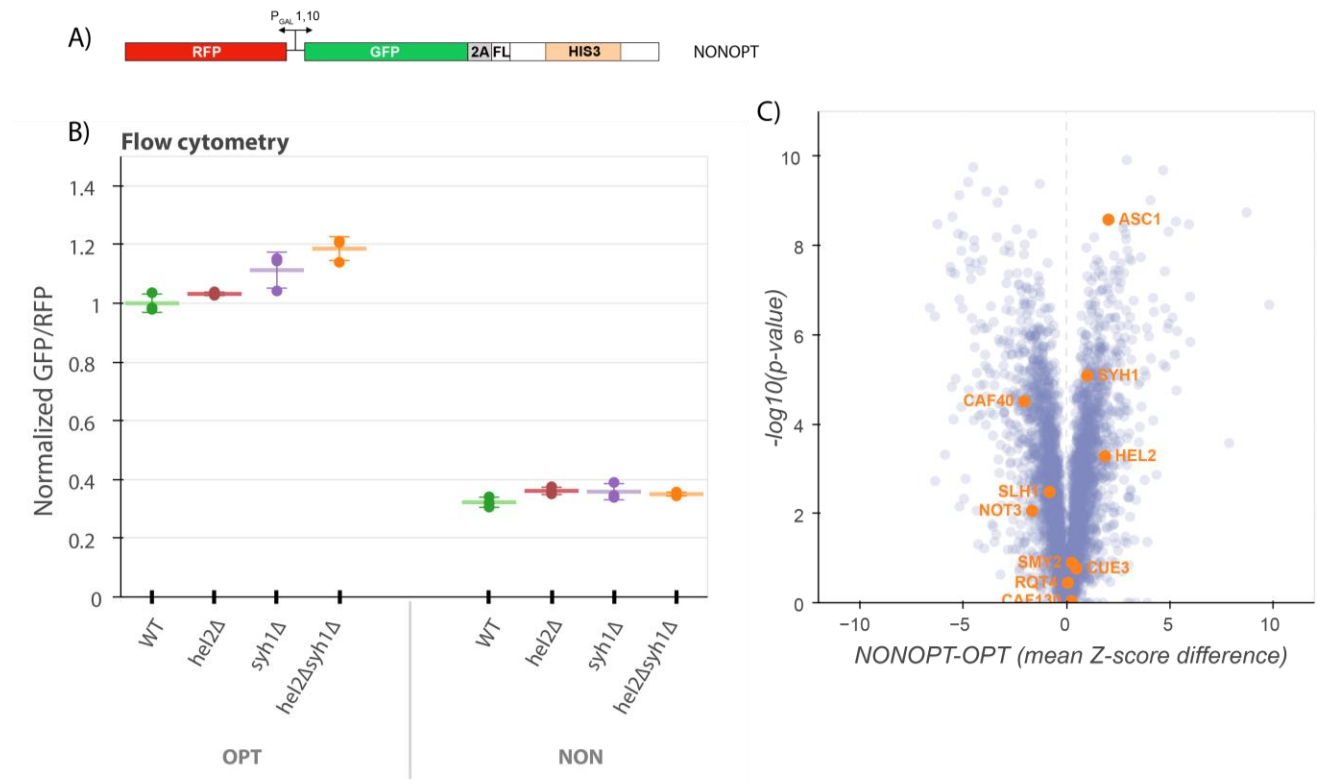 A)
P GAL 1,10
RFP GFP 2A FL HIS3 NONOPT
B)
Flow cytometry
Normalized GFP/RFP
1.4
1.2
1
0.8
0.6
0.4
0.2
0
WT
hel2Δ
syh1Δ
hel2Δsyh1Δ
WT
hel2Δ
syh1Δ
hel2Δsyh1Δ
OPT
NON
C)
-log10(p-value)
10
8
6
4
2
0
ASC1
SYH1
CAF40
HEL2
SLH1
NOT3
SMY2
CUE3
RQT4
CAF130
−10
−5
0
5
10
NONOPT-OPT (mean Z-score difference)